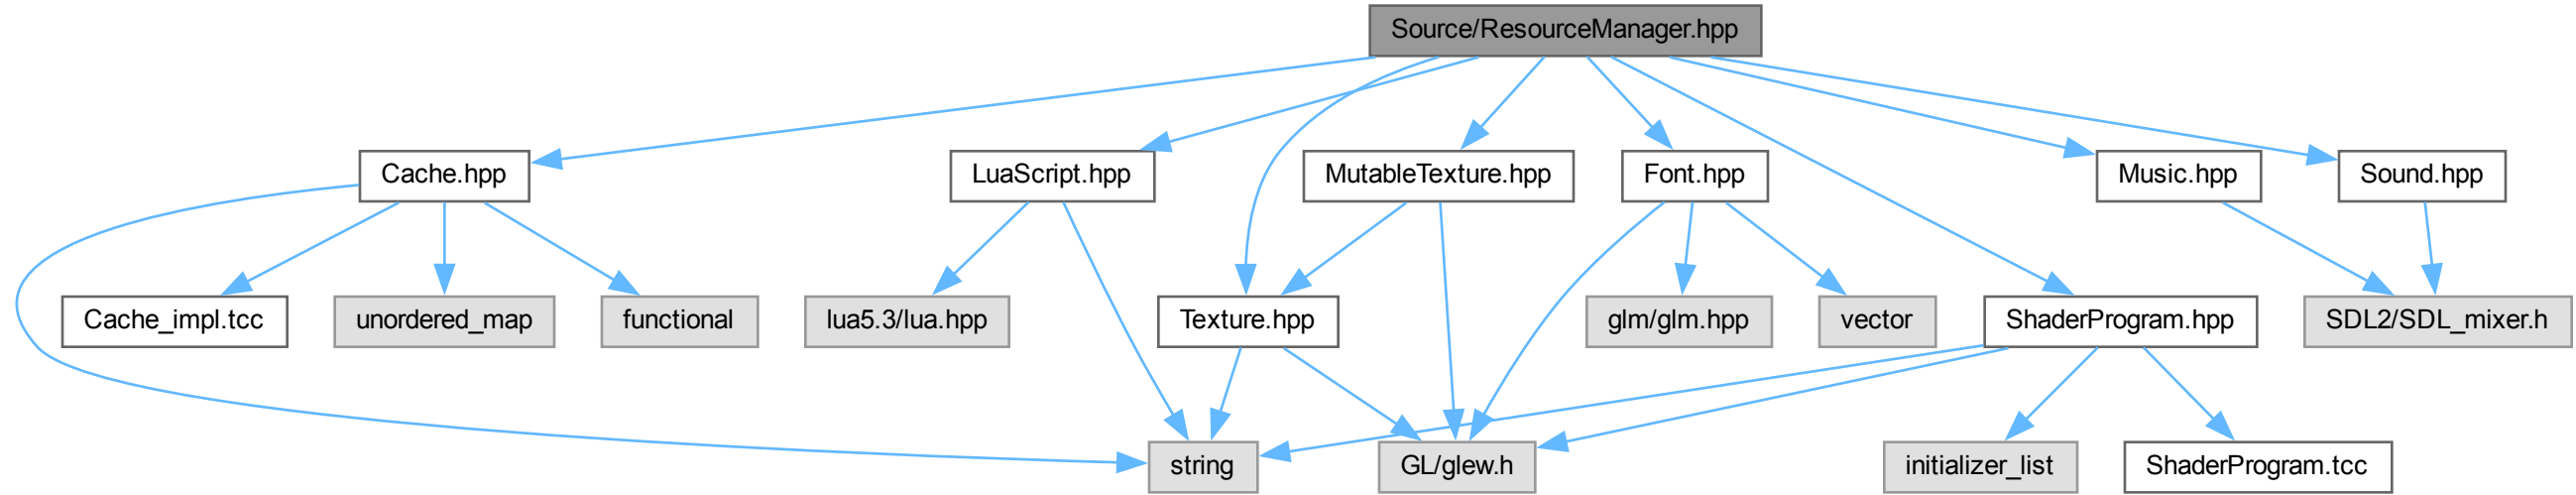 Source/ResourceManager.hpp
Cache.hpp
LuaScript.hpp
MutableTexture.hpp
Font.hpp
Music.hpp
Sound.hpp
Cache_impl.tcc
unordered_map
functional
lua5.3/lua.hpp
Texture.hpp
glm/glm.hpp
vector
ShaderProgram.hpp
SDL2/SDL_mixer.h
string
GL/glew.h
initializer_list
ShaderProgram.tcc